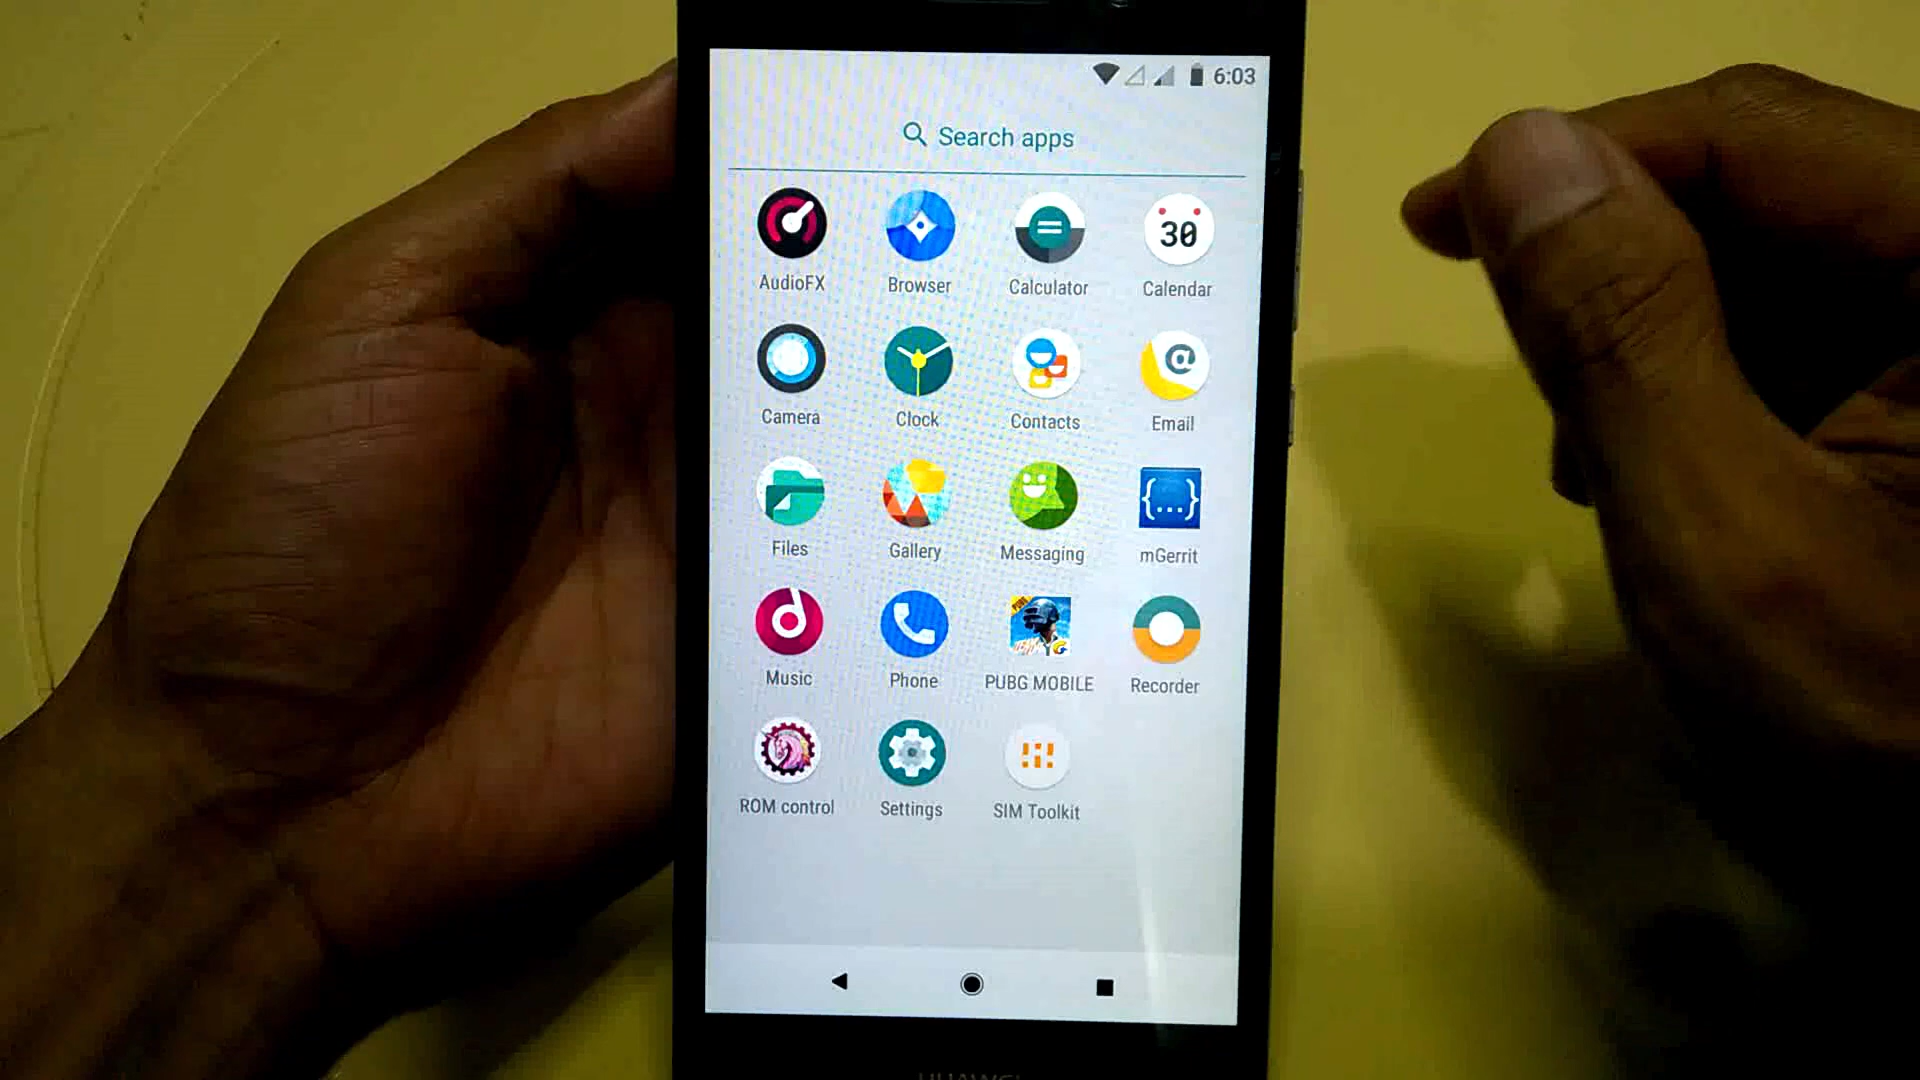 6:03
Search apps
AudioFX Browser Calculator Calendar
30
Camera Clock Contacts Email
@
Files Gallery Messaging mGerrit
{...}
Music Phone PUBG MOBILE Recorder
ROM control Settings SIM Toolkit
HUAWEI